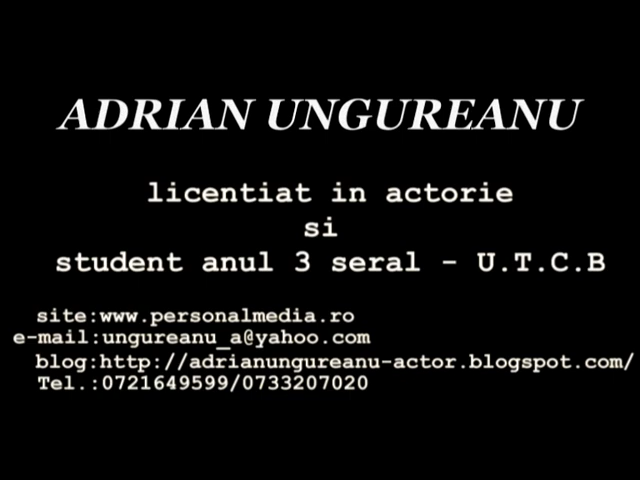 ADRIAN UNGUREANU
licentiat in actorie
si
student anul 3 seral - U.T.C.B
site:www.personalmedia.ro
e-mail:ungureanu_a@yahoo.com
blog:http://adrianungureanu-actor.blogspot.com/
Tel.:0721649599/0733207020